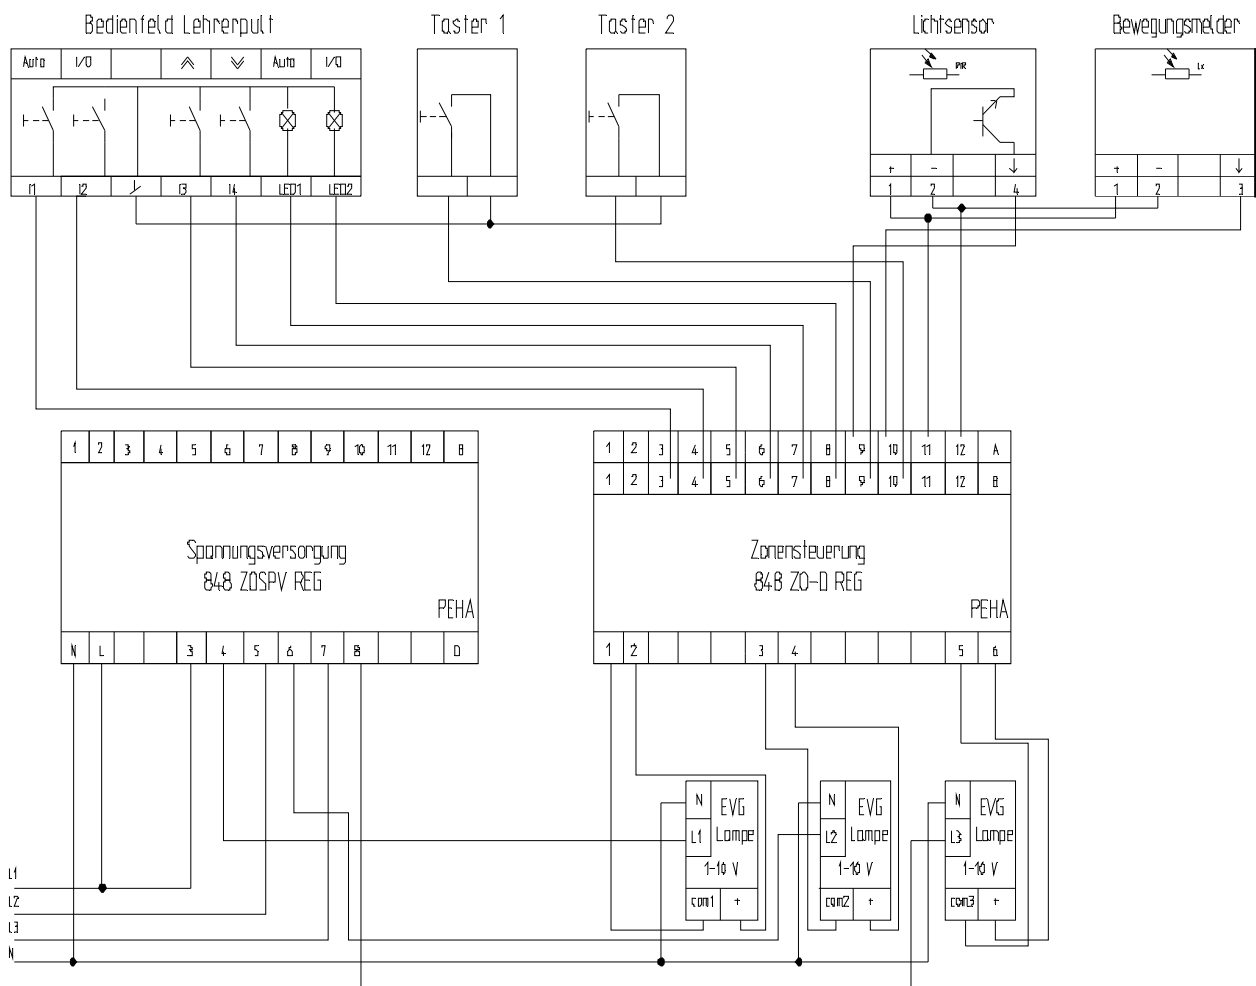 Bedienfeld Lehrerpult Taster 1 Taster 2 Lichtsensor Bewegungsmelder
Auto I/O Auto I/O
PIR Lx
+ - + -
I1 I2 I3 I4 LED1 LED2 1 2 4 1 2 3
1 2 3 4 5 6 7 8 9 10 11 12 B
1 2 3 4 5 6 7 8 9 10 11 12 A
1 2 3 4 5 6 7 8 9 10 11 12 B
Spannungsversorgung
848 ZOSPV REG
PEHA
Zonensteuerung
848 ZO-D REG
PEHA
N L 3 4 5 6 7 8 D
1 2 3 4 5 6
N EVG
L1 Lampe
1-10 V
com1 +
N EVG
L2 Lampe
1-10 V
com2 +
N EVG
L3 Lampe
1-10 V
com3 +
L1
L2
L3
N